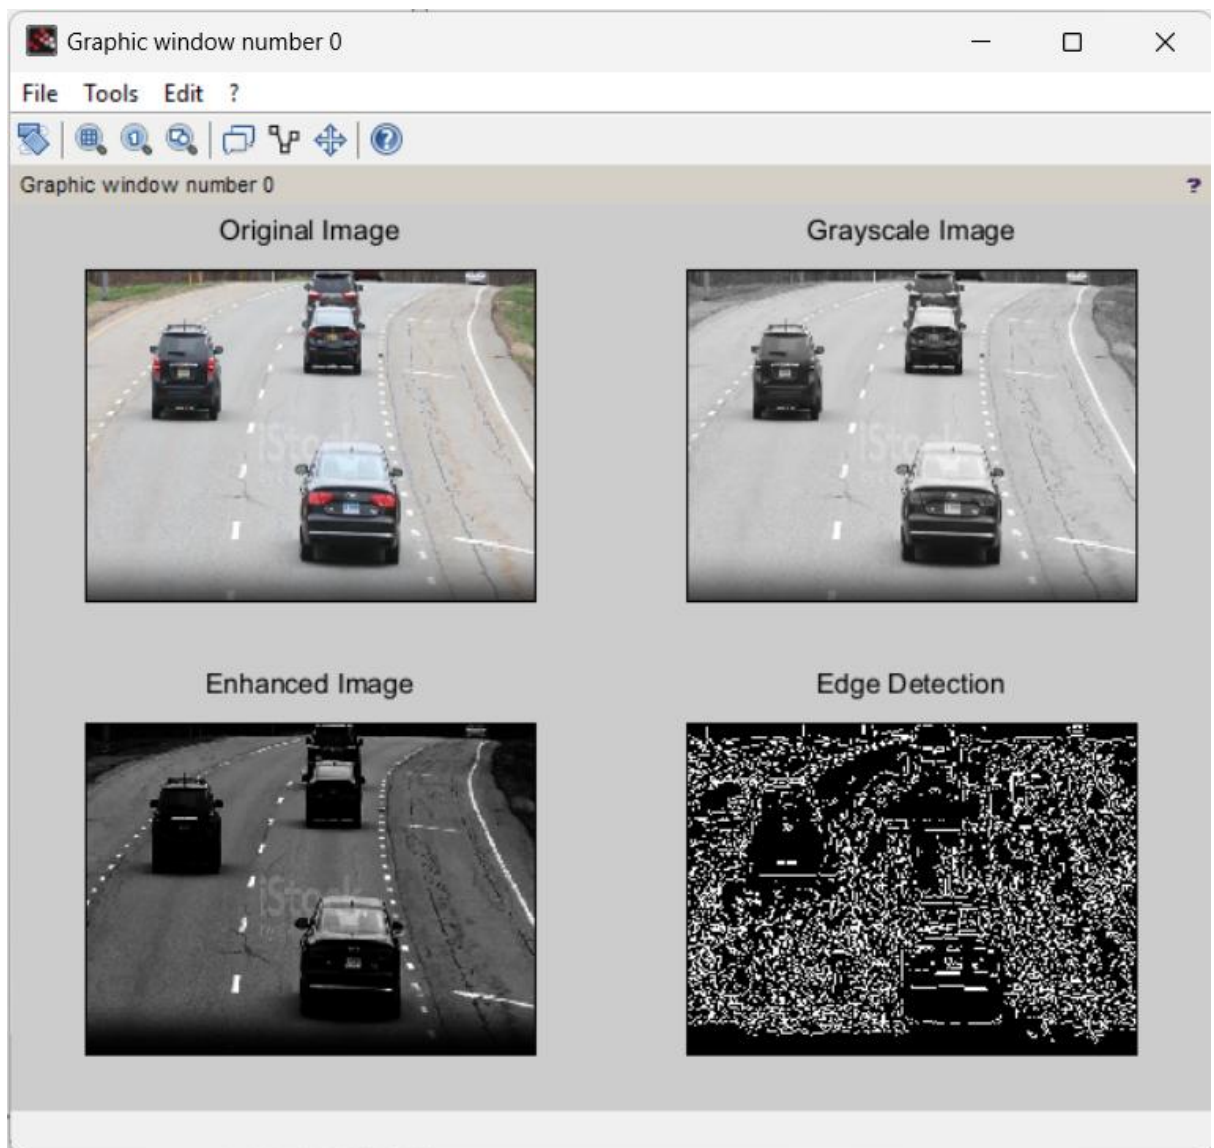 Graphic window number 0
File Tools Edit ?
Graphic window number 0 ?
Original Image Grayscale Image
iStock iStock
Enhanced Image Edge Detection
iStock